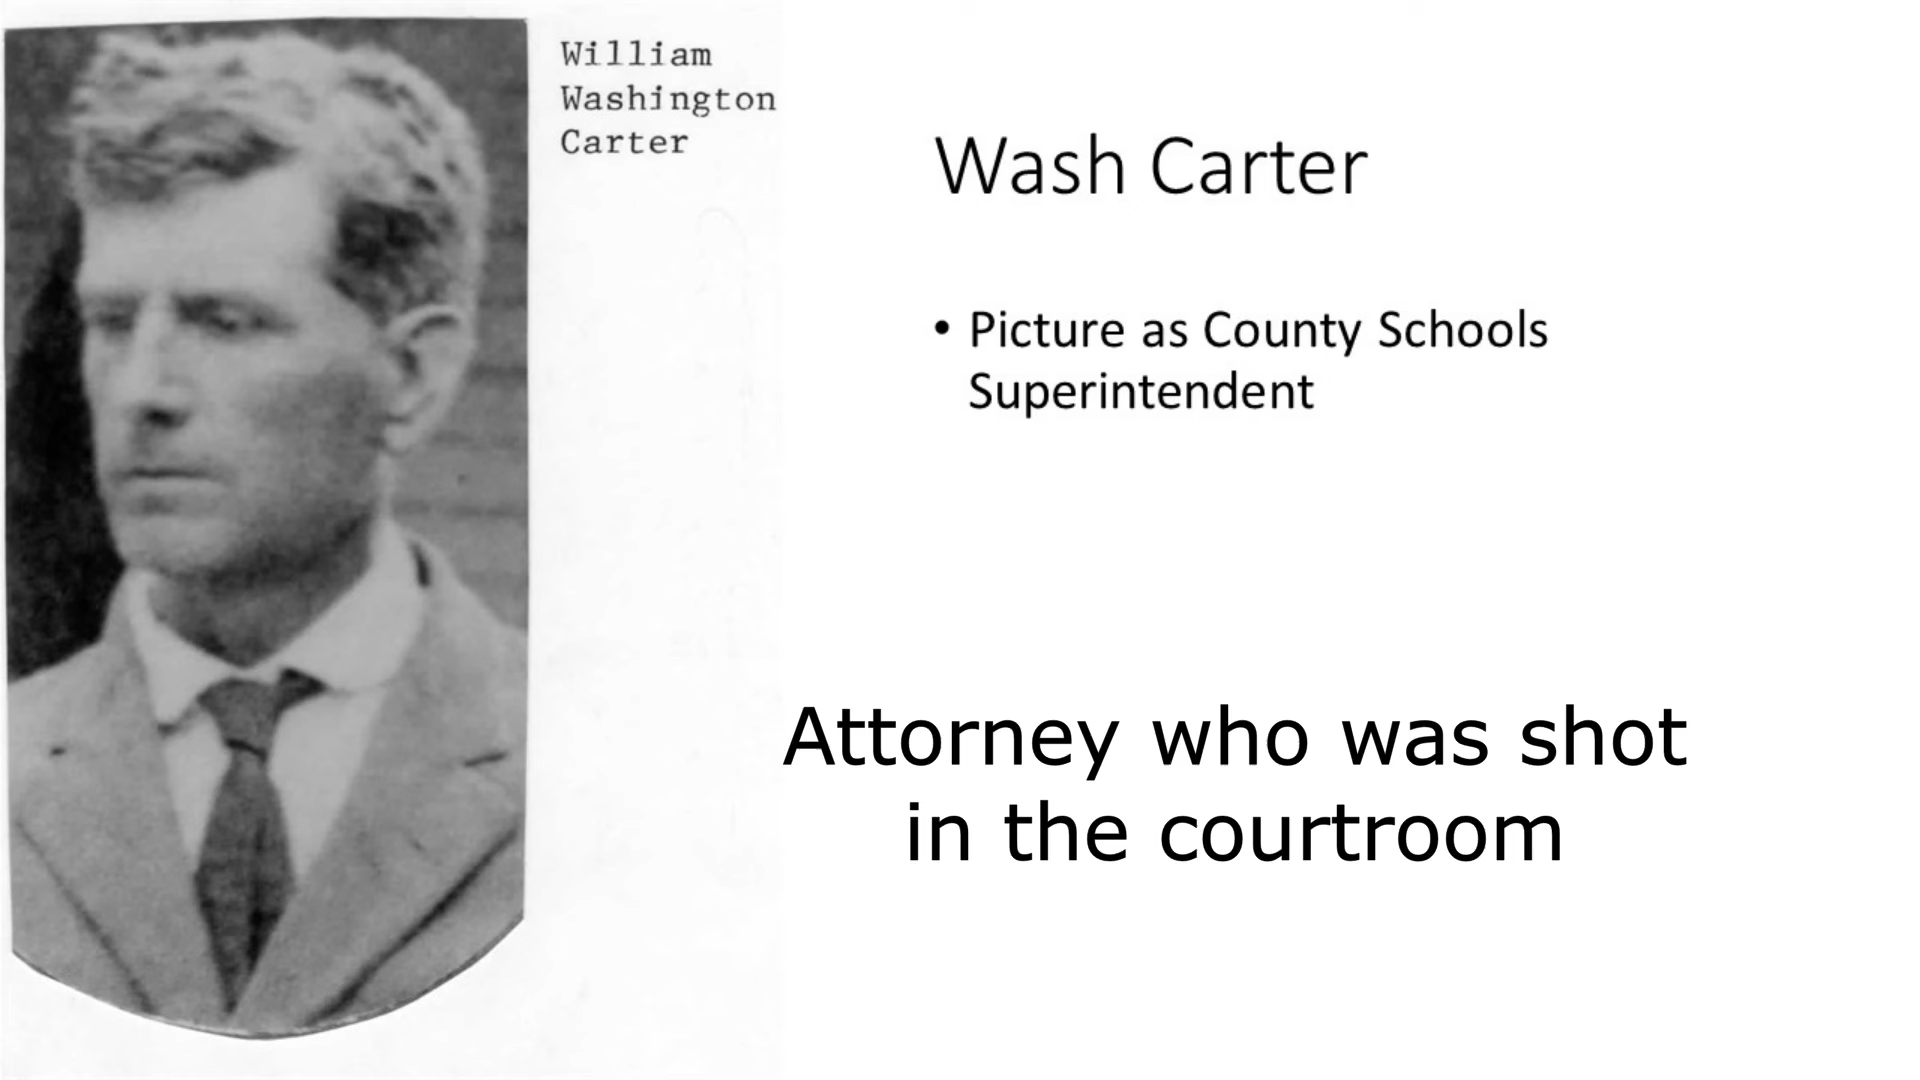 William
Washington
Carter
Wash Carter
• Picture as County Schools
Superintendent
Attorney who was shot
in the courtroom